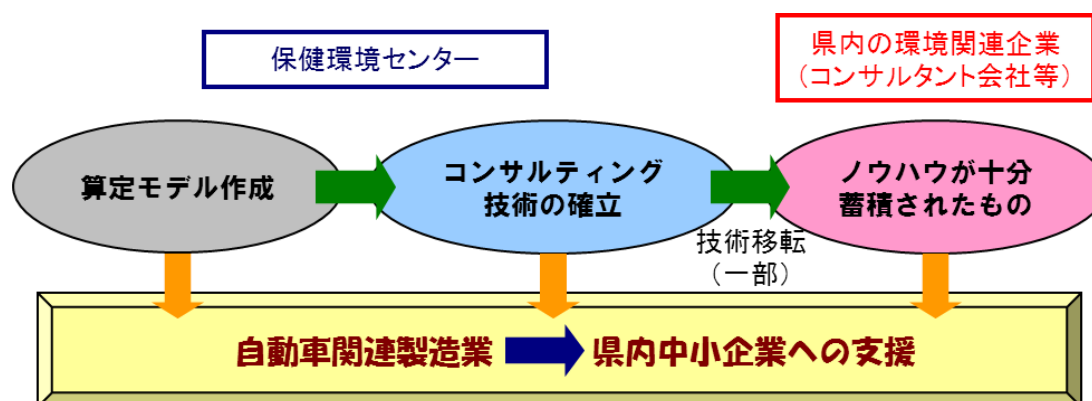 保健環境センター
県内の環境関連企業
（コンサルタント会社等）
算定モデル作成
コンサルティング
技術の確立
ノウハウが十分
蓄積されたもの
技術移転
（一部）
自動車関連製造業
県内中小企業への支援